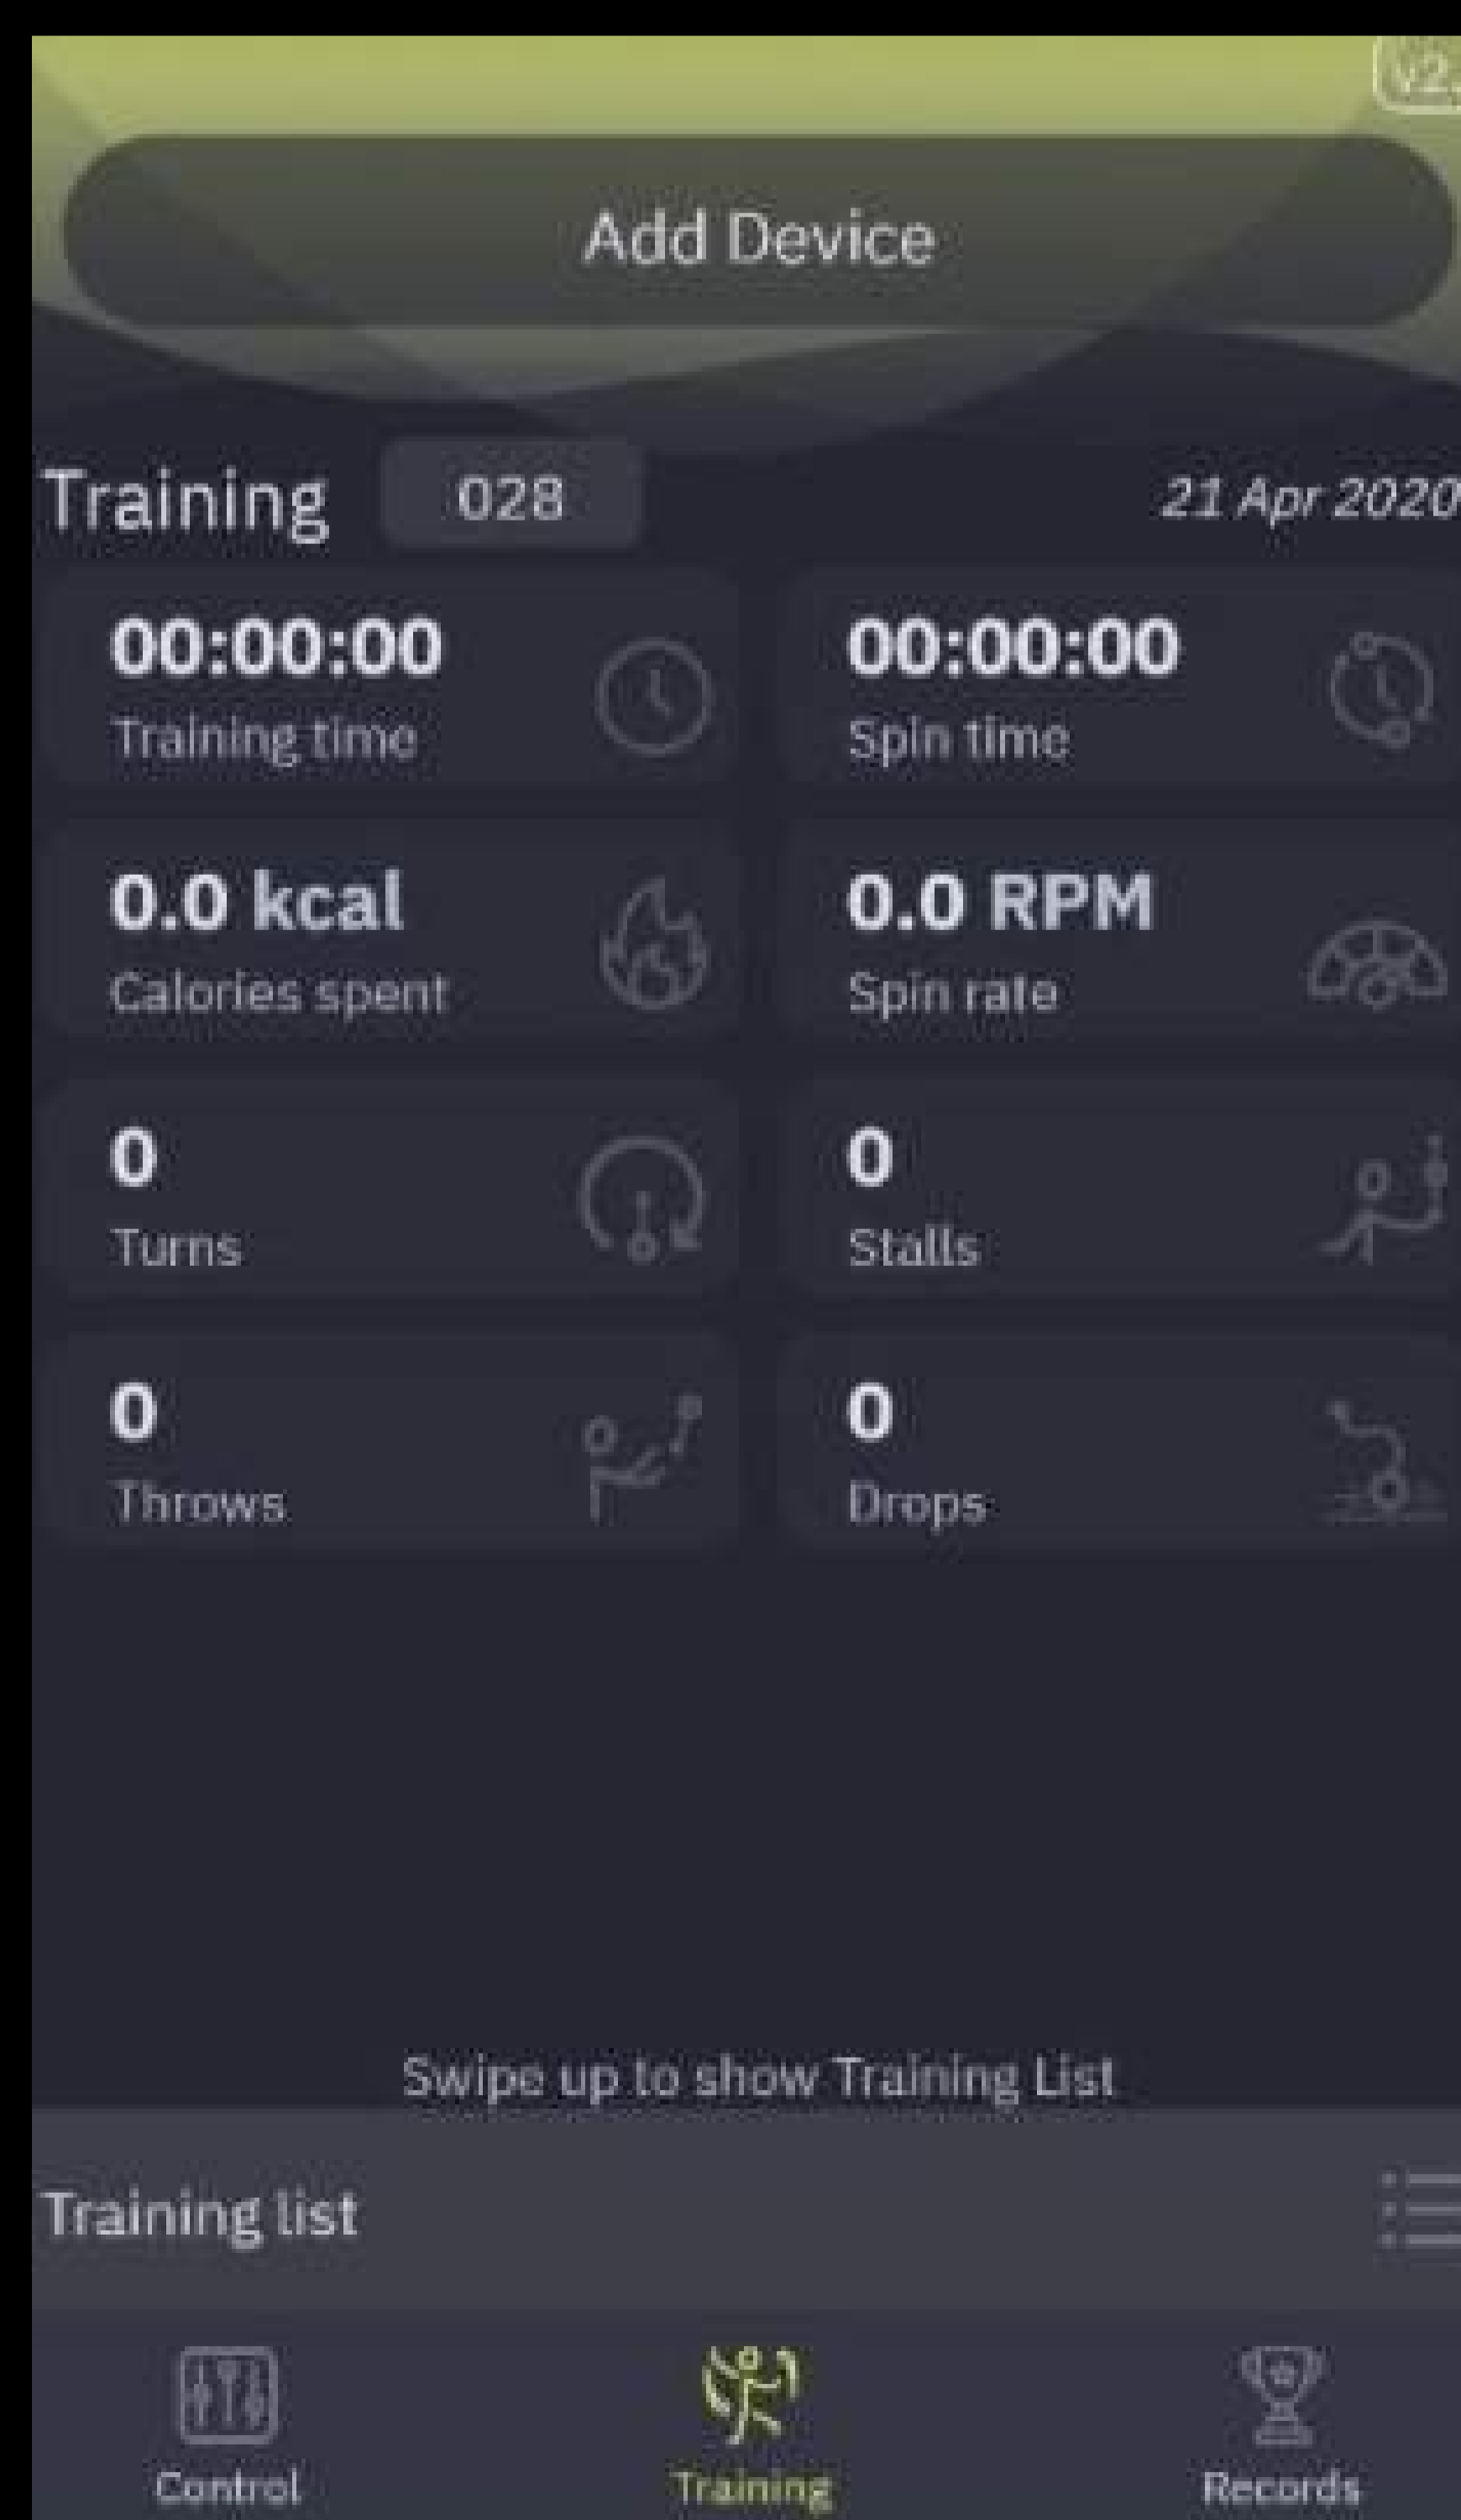 Add Device
Training 028 21 Apr 2020
00:00:00 00:00:00
Training time Spin time
0.0 kcal 0.0 RPM
Calories spent Spin rate
0 0
Turns Stalls
0 0
Throws Drops
Swipe up to show Training List
Training list
Control Training Records